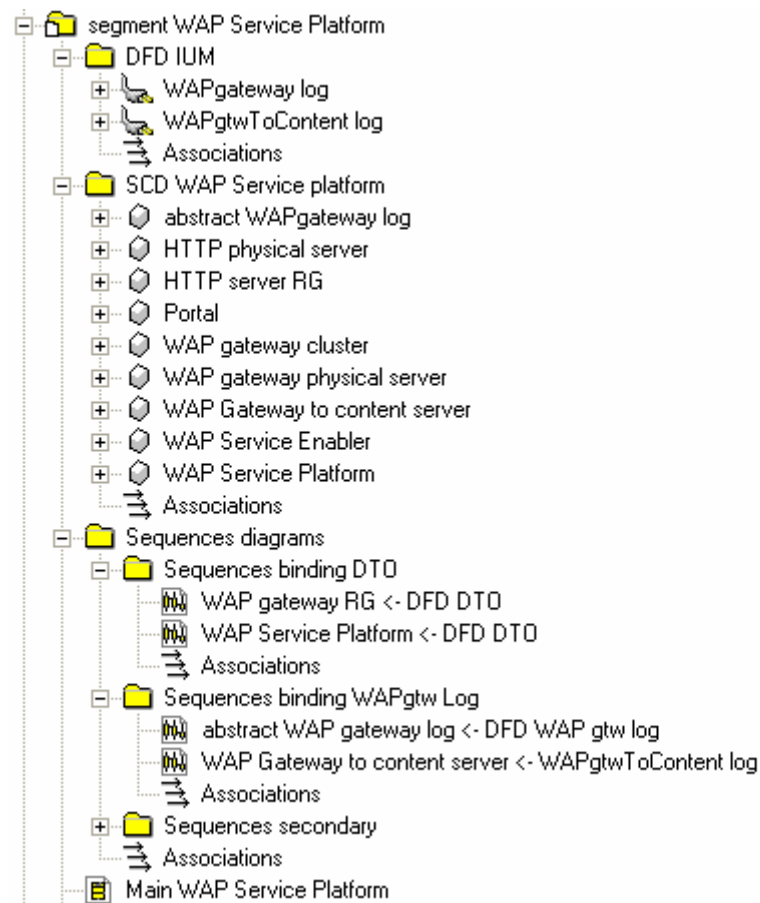 segment WAP Service Platform
DFD IUM
WAPgateway log
WAPgtwToContent log
Associations
SCD WAP Service platform
abstract WAPgateway log
HTTP physical server
HTTP server RG
Portal
WAP gateway cluster
WAP gateway physical server
WAP Gateway to content server
WAP Service Enabler
WAP Service Platform
Associations
Sequences diagrams
Sequences binding DTO
WAP gateway RG <- DFD DTO
WAP Service Platform <- DFD DTO
Associations
Sequences binding WAPgtw Log
abstract WAP gateway log <- DFD WAP gtw log
WAP Gateway to content server <- WAPgtwToContent log
Associations
Sequences secondary
Associations
Main WAP Service Platform